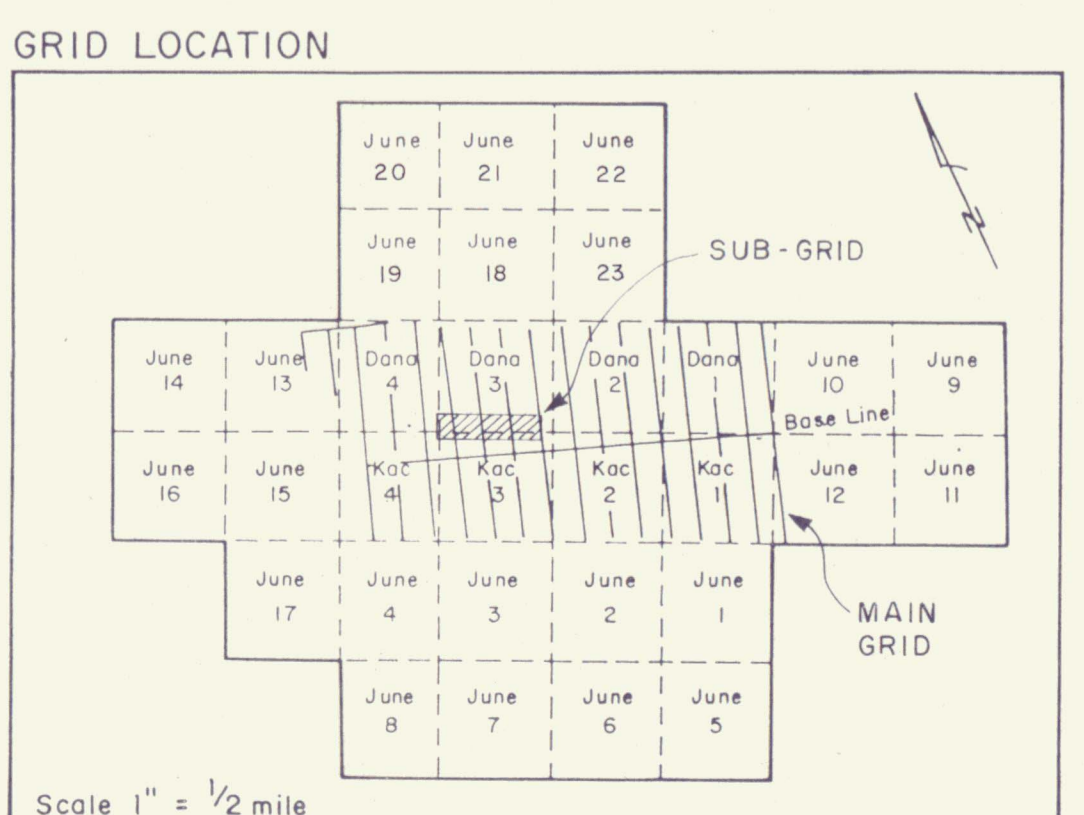 GRID LOCATION
June 20
June 21
June 22
June 19
June 18
June 23
SUB-GRID
N
June 14
June 13
Dana 4
Dana 3
Dana 2
Dana 1
June 10
June 9
Base Line
June 16
June 15
Kac 4
Kac 3
Kac 2
Kac 1
June 12
June 11
June 17
June 4
June 3
June 2
June 1
MAIN
GRID
June 8
June 7
June 6
June 5
Scale 1" = 1/2 mile